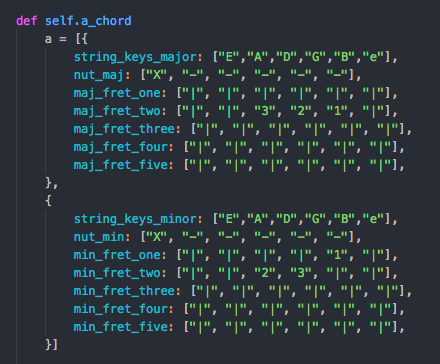 def self.a_chord
a = [{
string_keys_major: ["E","A","D","G","B","e"],
nut_maj: ["X", "-", "-", "-", "-", "-"],
maj_fret_one: ["|", "|", "|", "|", "|", "|"],
maj_fret_two: ["|", "|", "3", "2", "1", "|"],
maj_fret_three: ["|", "|", "|", "|", "|", "|"],
maj_fret_four: ["|", "|", "|", "|", "|", "|"],
maj_fret_five: ["|", "|", "|", "|", "|", "|"],
},
{
string_keys_minor: ["E","A","D","G","B","e"],
nut_min: ["X", "-", "-", "-", "-", "-"],
min_fret_one: ["|", "|", "|", "|", "1", "|"],
min_fret_two: ["|", "|", "2", "3", "|", "|"],
min_fret_three: ["|", "|", "|", "|", "|", "|"],
min_fret_four: ["|", "|", "|", "|", "|", "|"],
min_fret_five: ["|", "|", "|", "|", "|", "|"],
}]